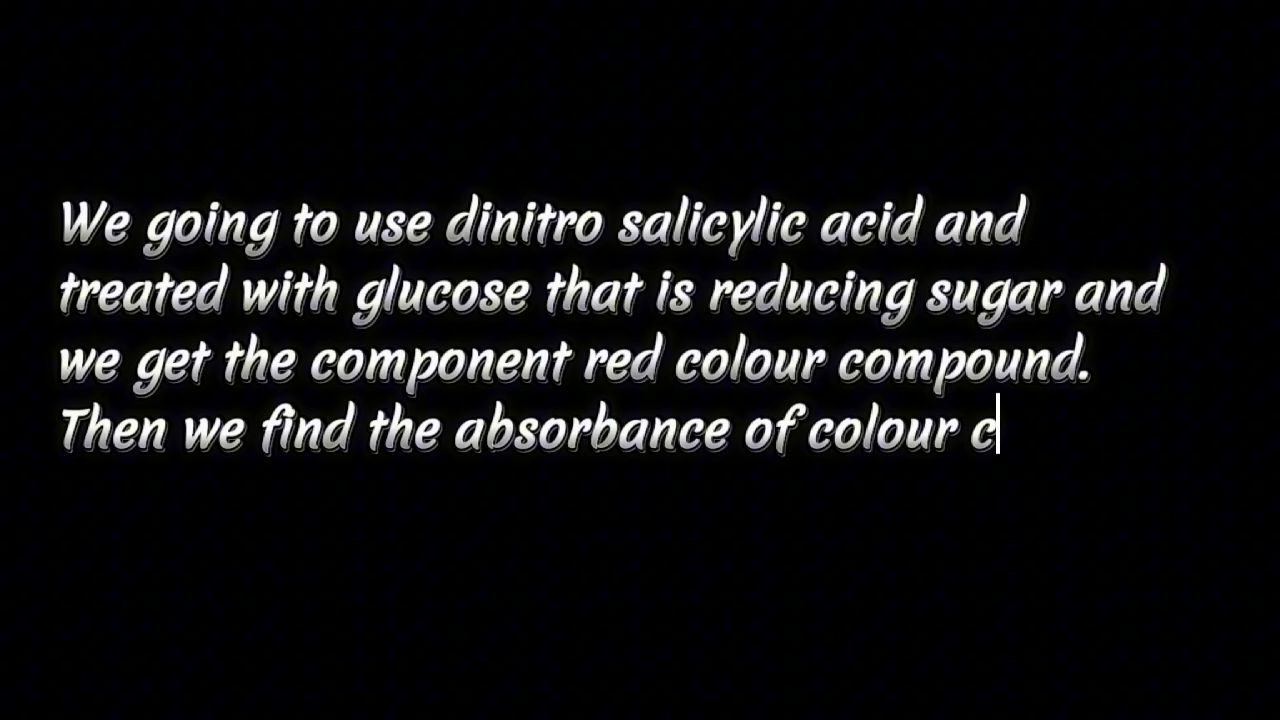 We going to use dinitro salicylic acid and
treated with glucose that is reducing sugar and
we get the component red colour compound.
Then we find the absorbance of colour c